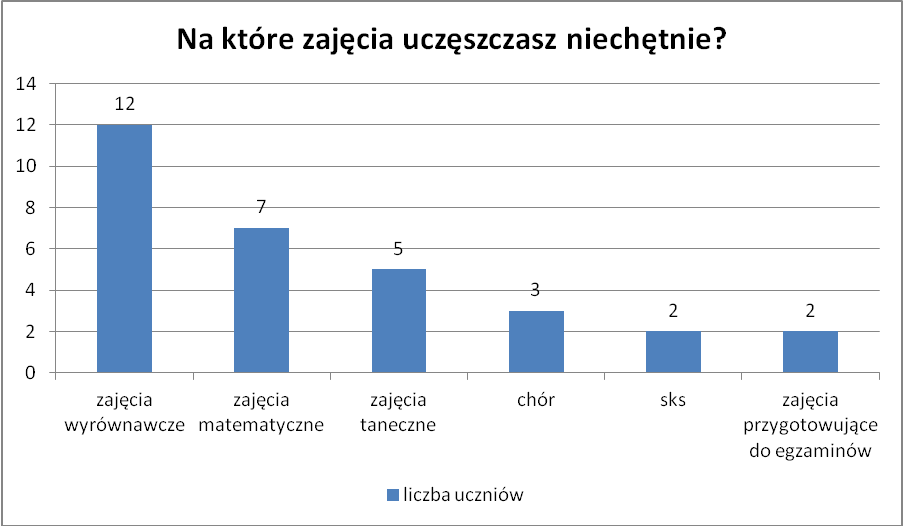 Na które zajęcia uczęszczasz niechętnie?
14
12
10
8
6
4
2
0
12
7
5
3
2
2
zajęcia
wyrównawcze
zajęcia
matematyczne
zajęcia
taneczne
chór
sks
zajęcia
przygotowujące
do egzaminów
liczba uczniów